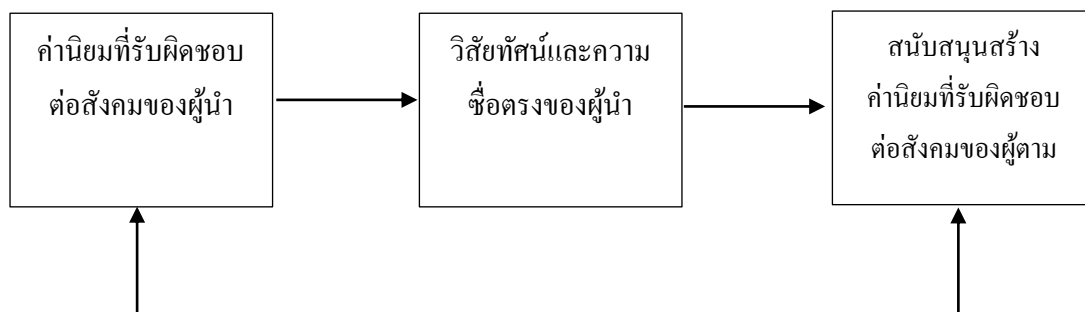 ค่านิยมที่รับผิดชอบ
ต่อสังคมของผู้นำ
วิสัยทัศน์และความ
ซื่อตรงของผู้นำ
สนับสนุนสร้าง
ค่านิยมที่รับผิดชอบ
ต่อสังคมของผู้ตาม